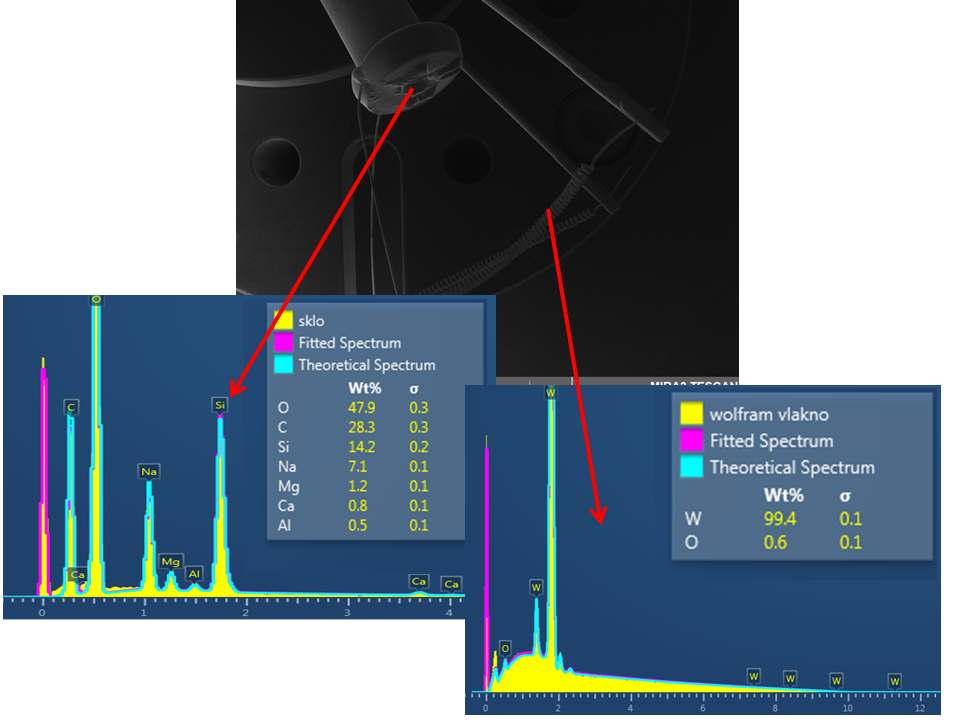 MIRA3 TESCAN
sklo
Fitted Spectrum
Theoretical Spectrum
Wt% σ
O 47.9 0.3
C 28.3 0.3
Si 14.2 0.2
Na 7.1 0.1
Mg 1.2 0.1
Ca 0.8 0.1
Al 0.5 0.1
O
C
Si
Na
Mg
Al
Ca
Ca
Ca
0 1 2 3 4
wolfram vlakno
Fitted Spectrum
Theoretical Spectrum
Wt% σ
W 99.4 0.1
O 0.6 0.1
W
W
O
W
W
W
W
0 2 4 6 8 10 12